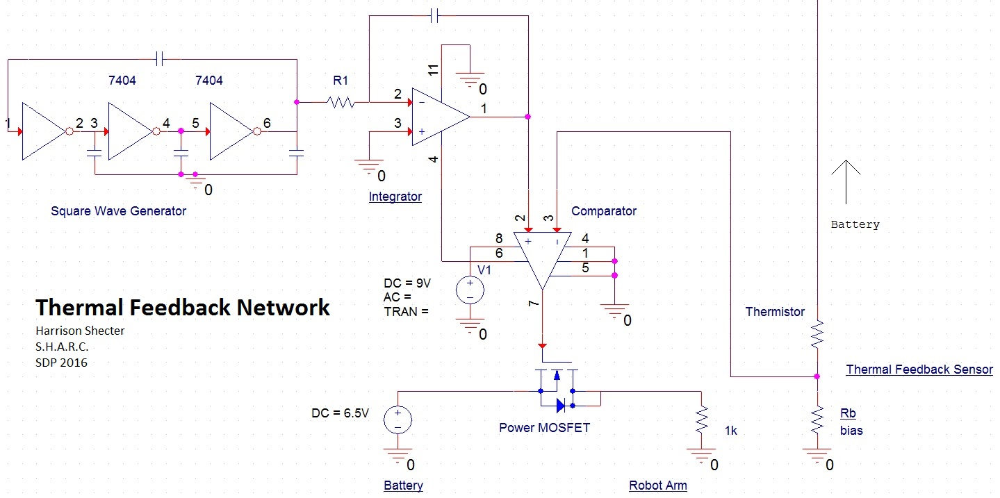 7404
7404
R1
11
0
2
-
1
3
+
4
0
1
2
3
4
5
6
0
Square Wave Generator
Integrator
Battery
2
3
Comparator
+
-
8
6
4
1
5
V1
DC = 9V
AC =
TRAN =
+
-
0
7
0
Thermal Feedback Network
Harrison Shecter
S.H.A.R.C.
SDP 2016
Thermistor
Thermal Feedback Sensor
DC = 6.5V
+
-
0
Power MOSFET
1k
0
Rb
bias
0
Battery
Robot Arm